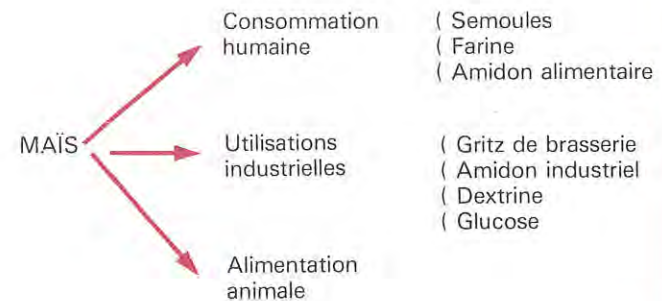 Consommation
humaine
( Semoules
( Farine
( Amidon alimentaire
MAÏS
Utilisations
industrielles
( Gritz de brasserie
( Amidon industriel
( Dextrine
( Glucose
Alimentation
animale